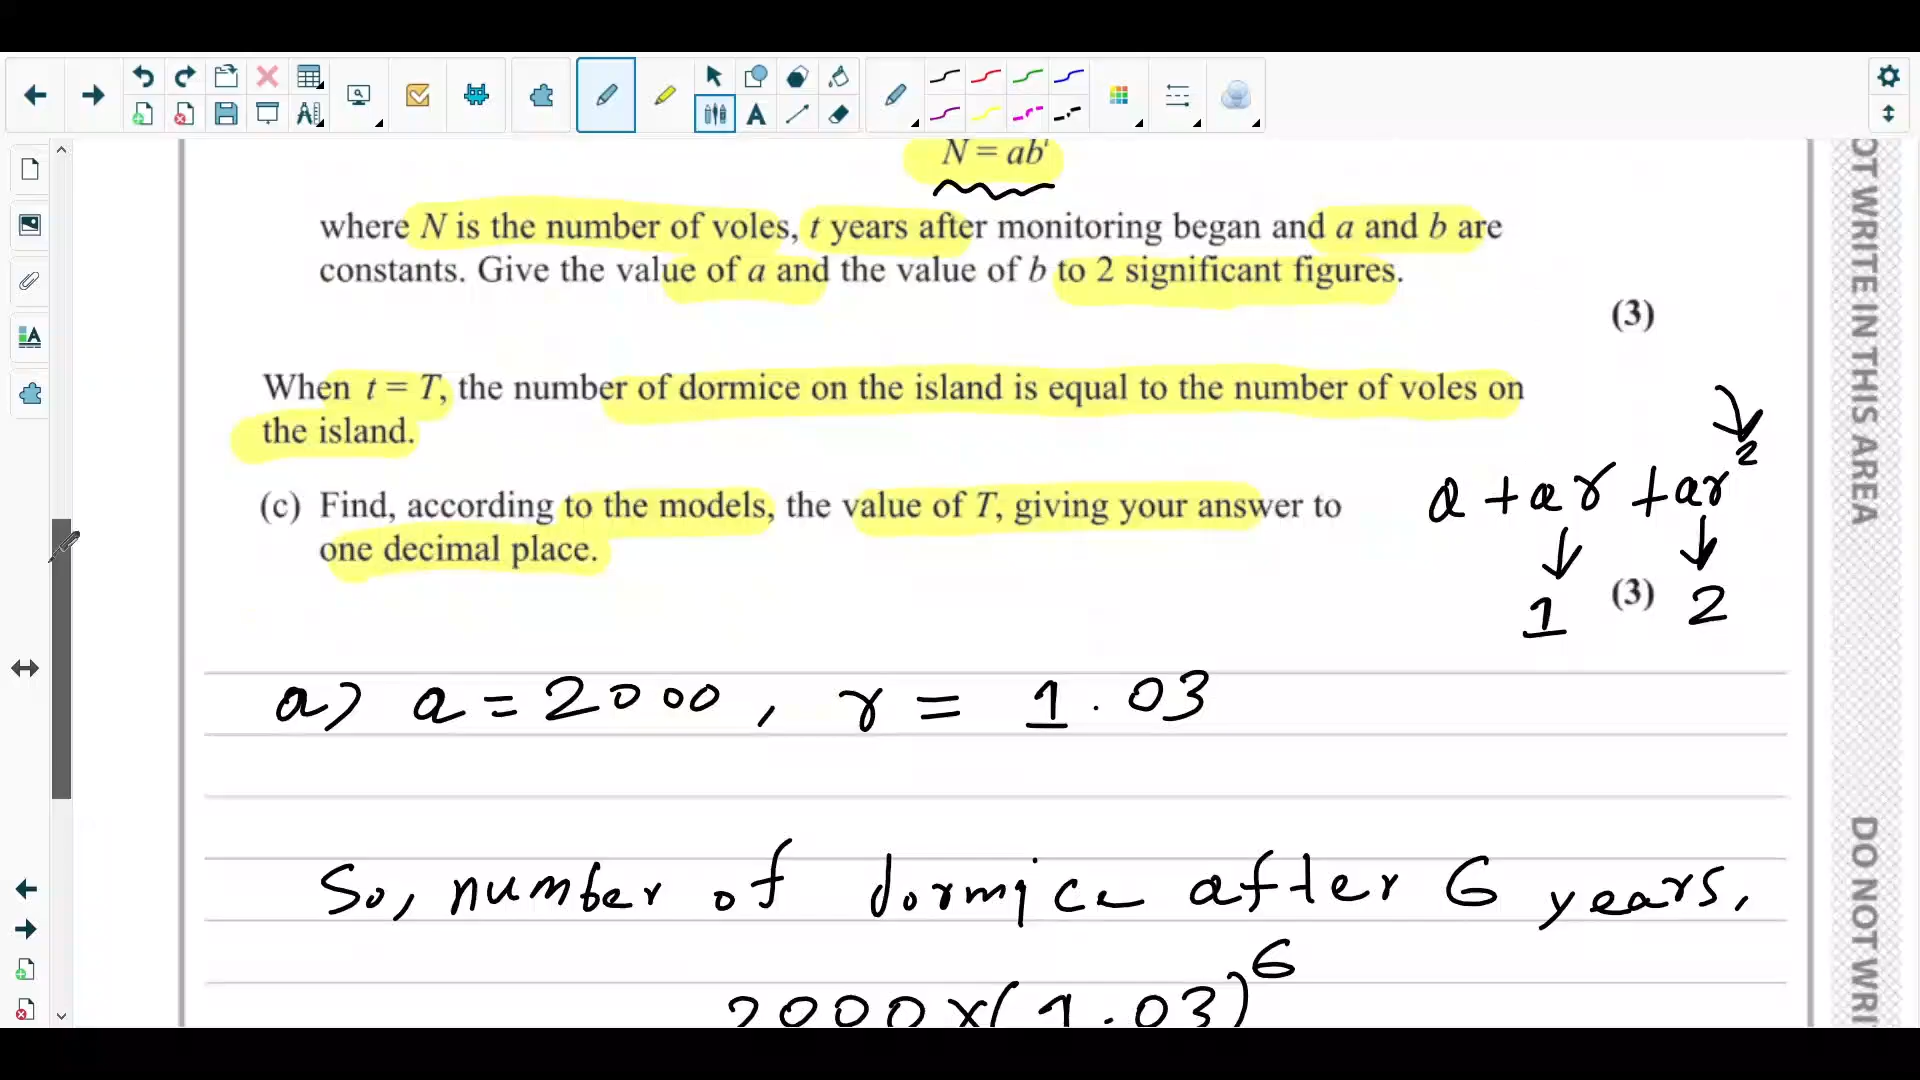 N = abᵗ
where N is the number of voles, t years after monitoring began and a and b are
constants. Give the value of a and the value of b to 2 significant figures.
(3)
When t = T, the number of dormice on the island is equal to the number of voles on
the island.
(c) Find, according to the models, the value of T, giving your answer to
one decimal place.
(3)
a + ar + ar²
1 2
a) a = 2000, r = 1.03
So, number of dormice after 6 years,
2000 × (1.03)⁶
OT WRITE IN THIS AREA
DO NOT WRI